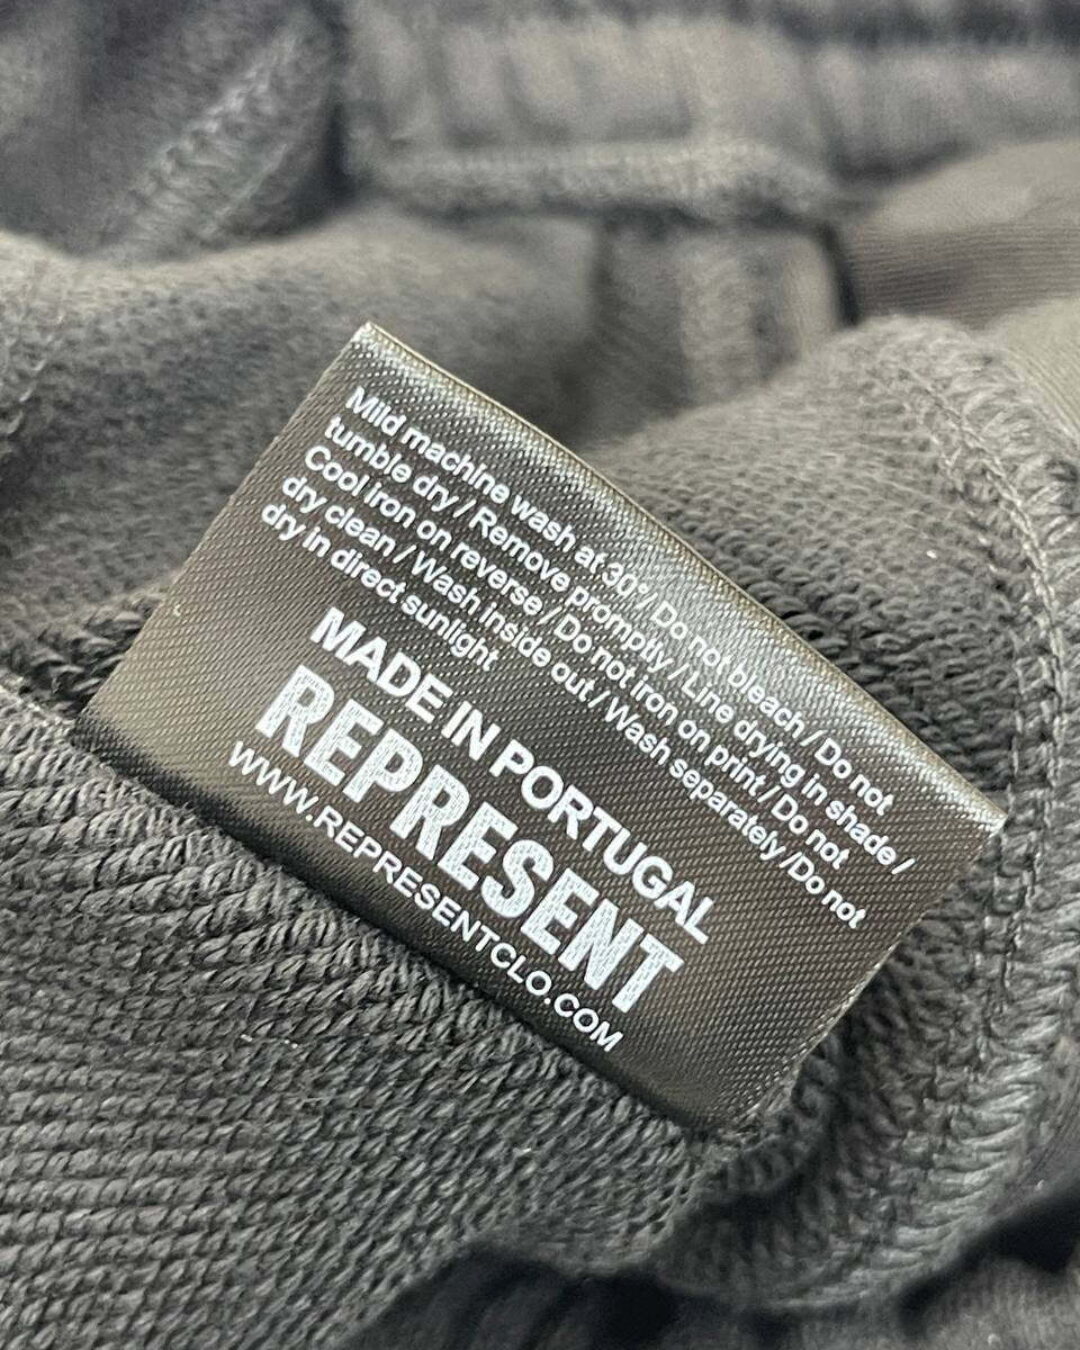 Mild machine wash at 30° / Do not bleach / Do not
tumble dry / Remove promptly / Line drying in shade /
Cool iron on reverse / Do not iron on print / Do not
dry clean / Wash inside out / Wash separately /Do not
dry in direct sunlight
MADE IN PORTUGAL
REPRESENT
WWW.REPRESENTCLO.COM